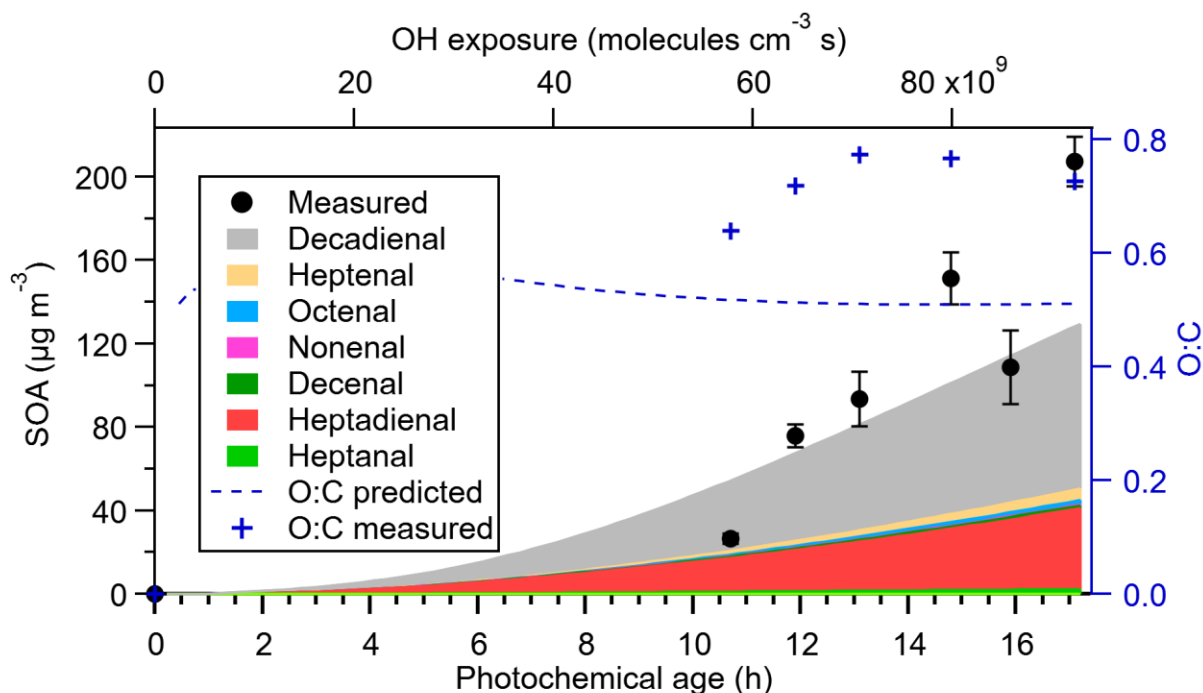 OH exposure (molecules cm⁻³ s)
0 20 40 60 80 x10⁹
SOA (µg m⁻³)
200
160
120
80
40
0
Measured
Decadienal
Heptenal
Octenal
Nonenal
Decenal
Heptadienal
Heptanal
O:C predicted
O:C measured
0.8
0.6
0.4
0.2
0.0
O:C
0 2 4 6 8 10 12 14 16
Photochemical age (h)